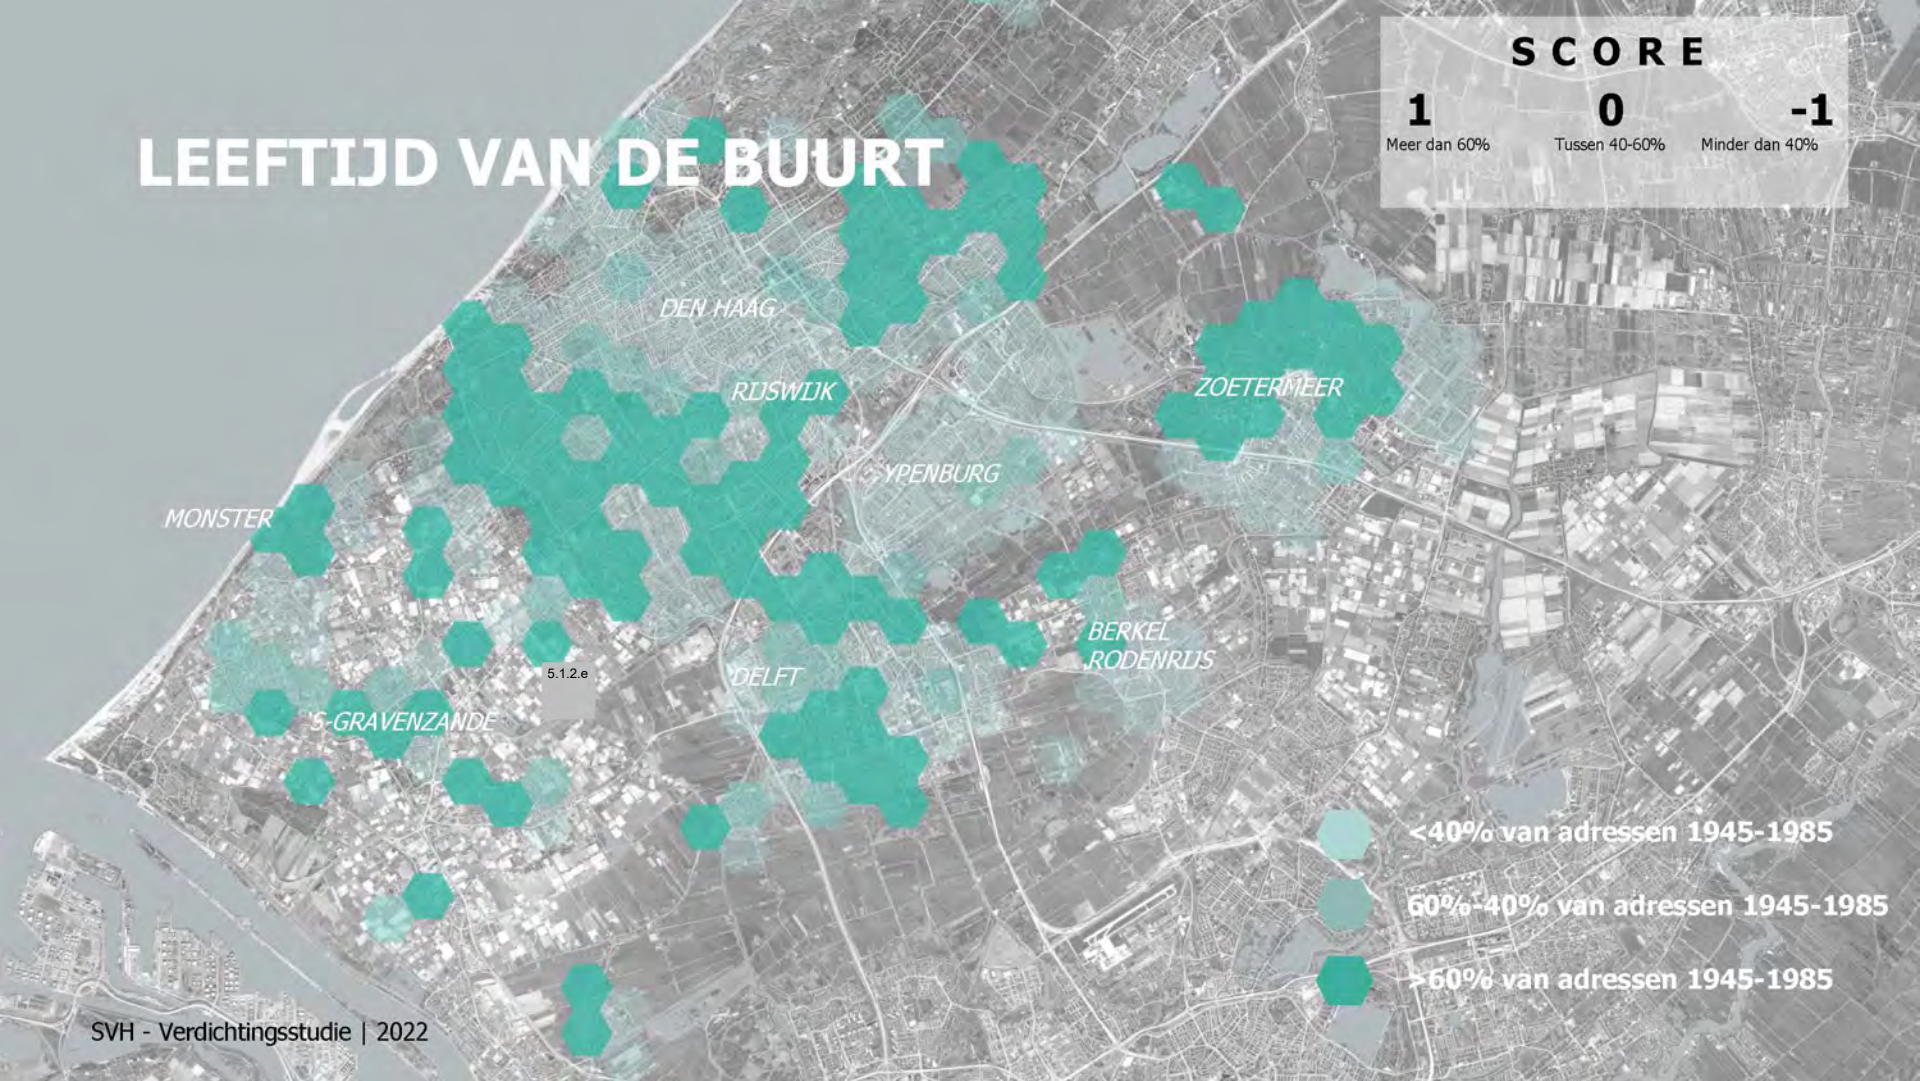 SCORE
1 0 -1
Meer dan 60% Tussen 40-60% Minder dan 40%
LEEFTIJD VAN DE BUURT
DEN HAAG
RIJSWIJK
ZOETERMEER
YPENBURG
MONSTER
BERKEL
RODENRIJS
5.1.2.e
DELFT
'S-GRAVENZANDE
<40% van adressen 1945-1985
60%-40% van adressen 1945-1985
>60% van adressen 1945-1985
SVH - Verdichtingsstudie | 2022